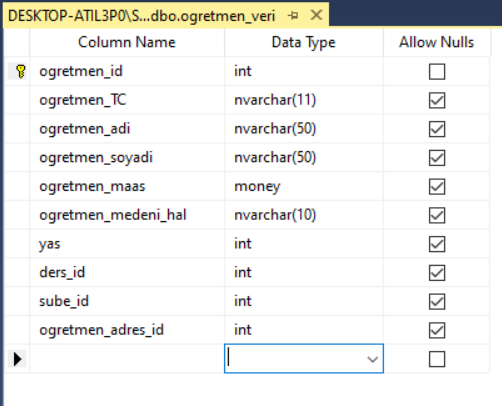 DESKTOP-ATIL3P0\S...dbo.ogretmen_veri
Column Name Data Type Allow Nulls
ogretmen_id int
ogretmen_TC nvarchar(11)
ogretmen_adi nvarchar(50)
ogretmen_soyadi nvarchar(50)
ogretmen_maas money
ogretmen_medeni_hal nvarchar(10)
yas int
ders_id int
sube_id int
ogretmen_adres_id int